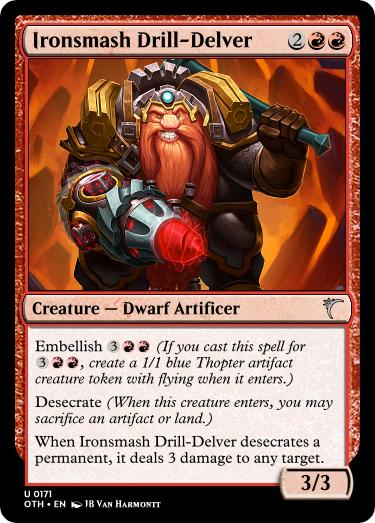 Ironsmash Drill-Delver 2
Creature — Dwarf Artificer
Embellish 3 (If you cast this spell for
3, create a 1/1 blue Thopter artifact
creature token with flying when it enters.)
Desecrate (When this creature enters, you may
sacrifice an artifact or land.)
When Ironsmash Drill-Delver desecrates a
permanent, it deals 3 damage to any target.
3/3
U 0171
OTH • EN JB Van Harmontt